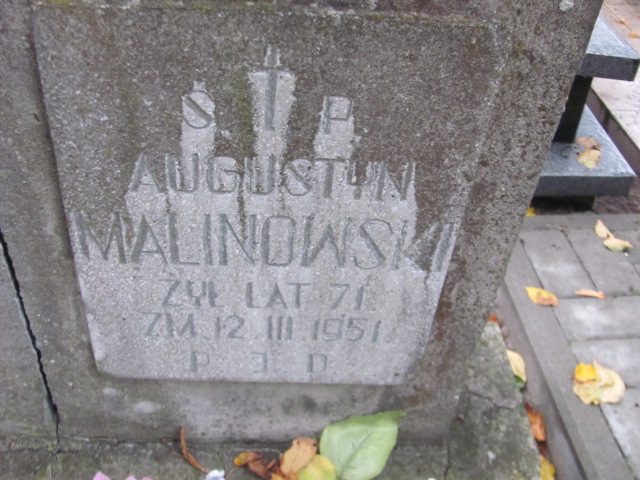 Ś † P
AUGUSTYN
MALINOWSKI
ŻYŁ LAT 71
ZM. 12 III 1951
P J D